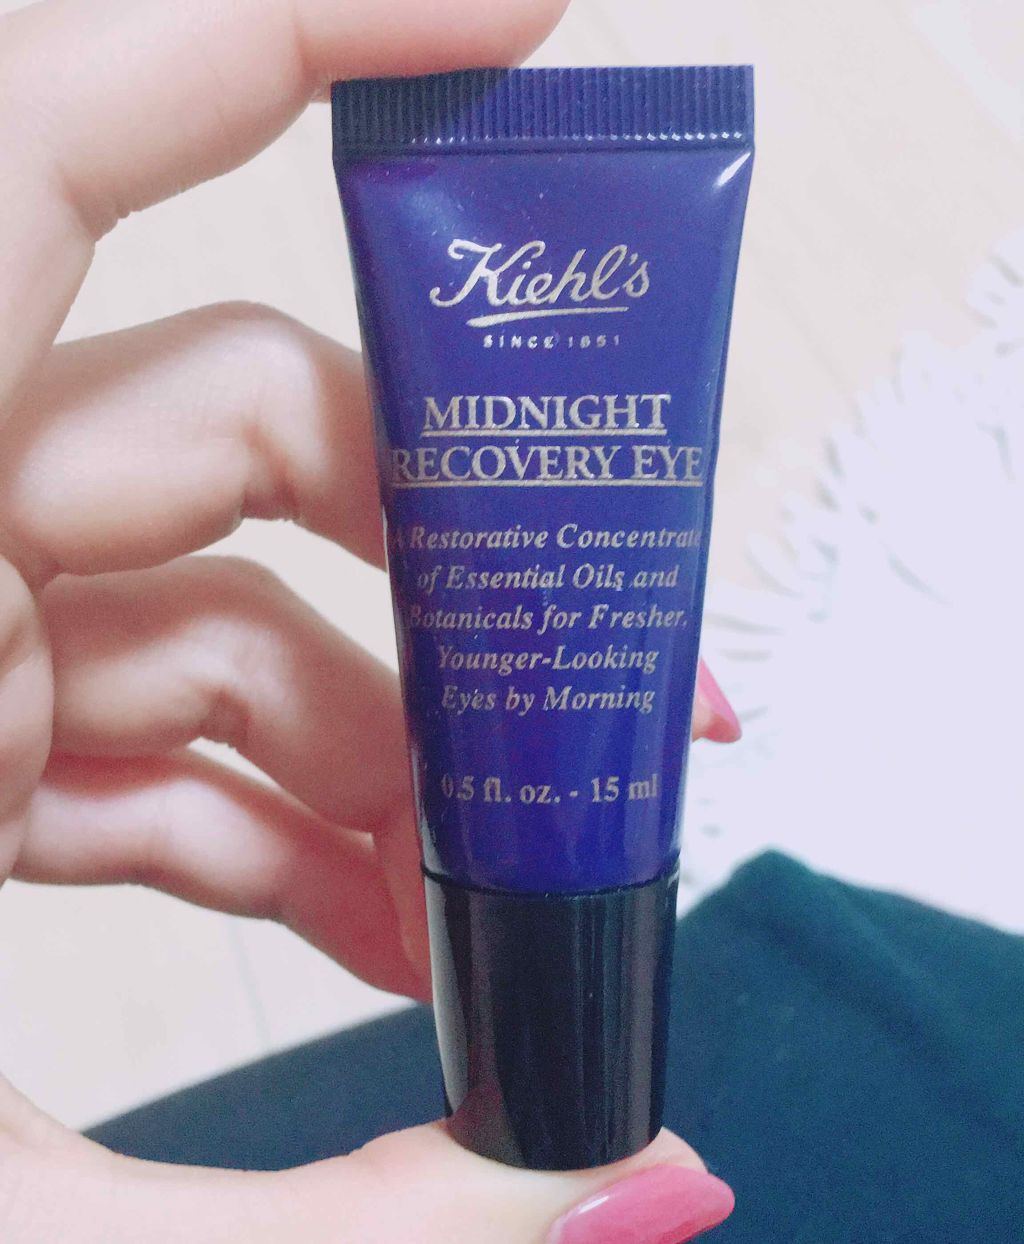 Kiehl's
SINCE 1851
MIDNIGHT
RECOVERY EYE
A Restorative Concentrate
of Essential Oils and
Botanicals for Fresher,
Younger-Looking
Eyes by Morning
0.5 fl. oz. - 15 ml